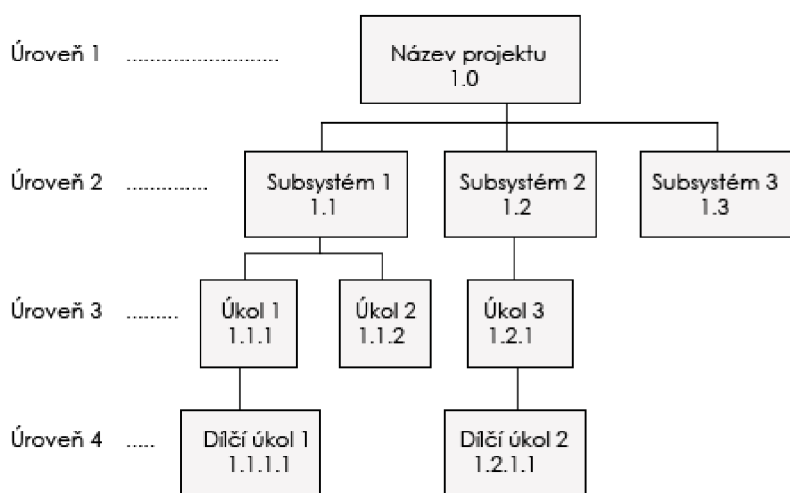 Úroveň 1 ........................... Název projektu
1.0
Úroveň 2 ............... Subsystém 1 Subsystém 2 Subsystém 3
1.1 1.2 1.3
Úroveň 3 ......... Úkol 1 Úkol 2 Úkol 3
1.1.1 1.1.2 1.2.1
Úroveň 4 ..... Dílčí úkol 1 Dílčí úkol 2
1.1.1.1 1.2.1.1